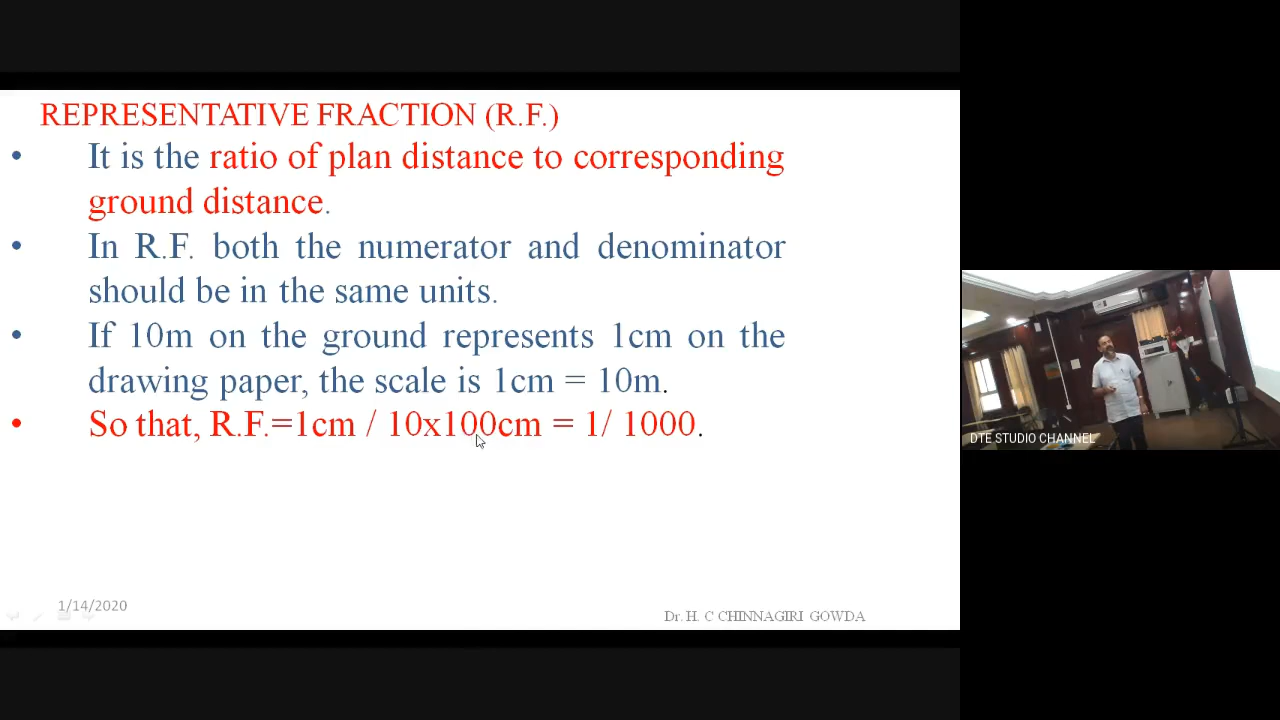 REPRESENTATIVE FRACTION (R.F.)
• It is the ratio of plan distance to corresponding
ground distance.
• In R.F. both the numerator and denominator
should be in the same units.
• If 10m on the ground represents 1cm on the
drawing paper, the scale is 1cm = 10m.
• So that, R.F.=1cm / 10x100cm = 1/ 1000.
DTE STUDIO CHANNEL
1/14/2020
Dr. H. C CHINNAGIRI GOWDA